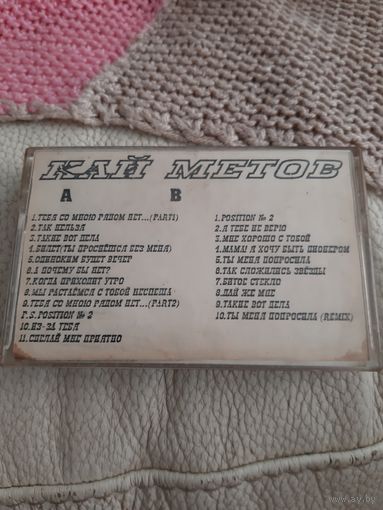 КАЙ МЕТОВ
А
В
1.ТЕБЯ СО МНОЮ РЯДОМ НЕТ...(PART1)
2.ТАК НЕЛЬЗЯ
3.ТАКИЕ ВОТ ДЕЛА
4.БИЛЕТ(ТЫ ПРОСНЁШЬСЯ БЕЗ МЕНЯ)
5.ОДИНОКИМ БУДЕТ ВЕЧЕР
6.А ПОЧЕМУ БЫ НЕТ?
7.КОГДА ПРИХОДИТ УТРО
8.МЫ РАСТАЁМСЯ С ТОБОЙ НЕСПЕША
9.ТЕБЯ СО МНОЮ РЯДОМ НЕТ...(PART2)
P.S.POSITION № 2
10.ИЗ-ЗА ТЕБЯ
11.СДЕЛАЙ МНЕ ПРИЯТНО
1.POSITION № 2
2.Я ТЕБЕ НЕ ВЕРЮ
3.МНЕ ХОРОШО С ТОБОЙ
4.МАМА! Я ХОЧУ БЫТЬ ПИОНЕРОМ
5.ТЫ МЕНЯ ПОПРОСИЛА
6.ТАК СЛОЖИЛИСЬ ЗВЁЗДЫ
7.БИТОЕ СТЕКЛО
8.ДАЙ ЖЕ МНЕ
9.ТАКИЕ ВОТ ДЕЛА
10.ТЫ МЕНЯ ПОПРОСИЛА (REMIX)
ay.by